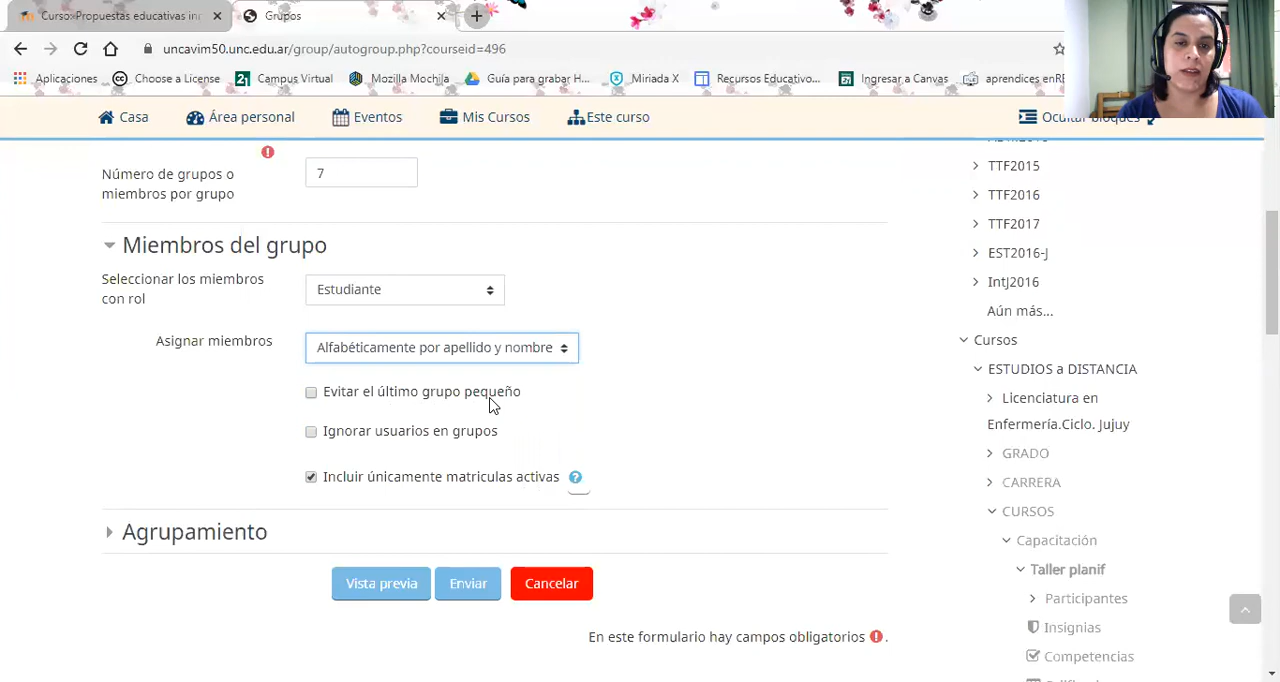 Curso: Propuestas educativas in
Grupos
uncavim50.unc.edu.ar/group/autogroup.php?courseid=496
Aplicaciones
Choose a License
Campus Virtual
Mozilla Mochila
Guía para grabar H...
Miriada X
Recursos Educativo...
Ingresar a Canvas
aprendices enRE
Casa
Área personal
Eventos
Mis Cursos
Este curso
Ocultar bloques
Número de grupos o
miembros por grupo
7
Miembros del grupo
Seleccionar los miembros
con rol
Estudiante
Asignar miembros
Alfabéticamente por apellido y nombre
Evitar el último grupo pequeño
Ignorar usuarios en grupos
Incluir únicamente matriculas activas
Agrupamiento
Vista previa
Enviar
Cancelar
En este formulario hay campos obligatorios .
TTF2015
TTF2016
TTF2017
EST2016-J
IntJ2016
Aún más...
Cursos
ESTUDIOS a DISTANCIA
Licenciatura en
Enfermería.Ciclo. Jujuy
GRADO
CARRERA
CURSOS
Capacitación
Taller planif
Participantes
Insignias
Competencias